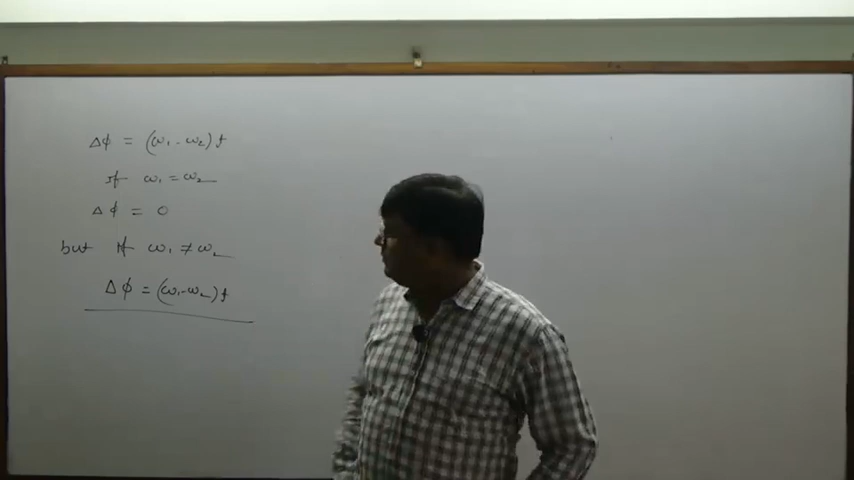 Δϕ = (ω₁ - ω₂) t
if ω₁ = ω₂
Δϕ = 0
but if ω₁ ≠ ω₂
Δϕ = (ω₁ - ω₂) t